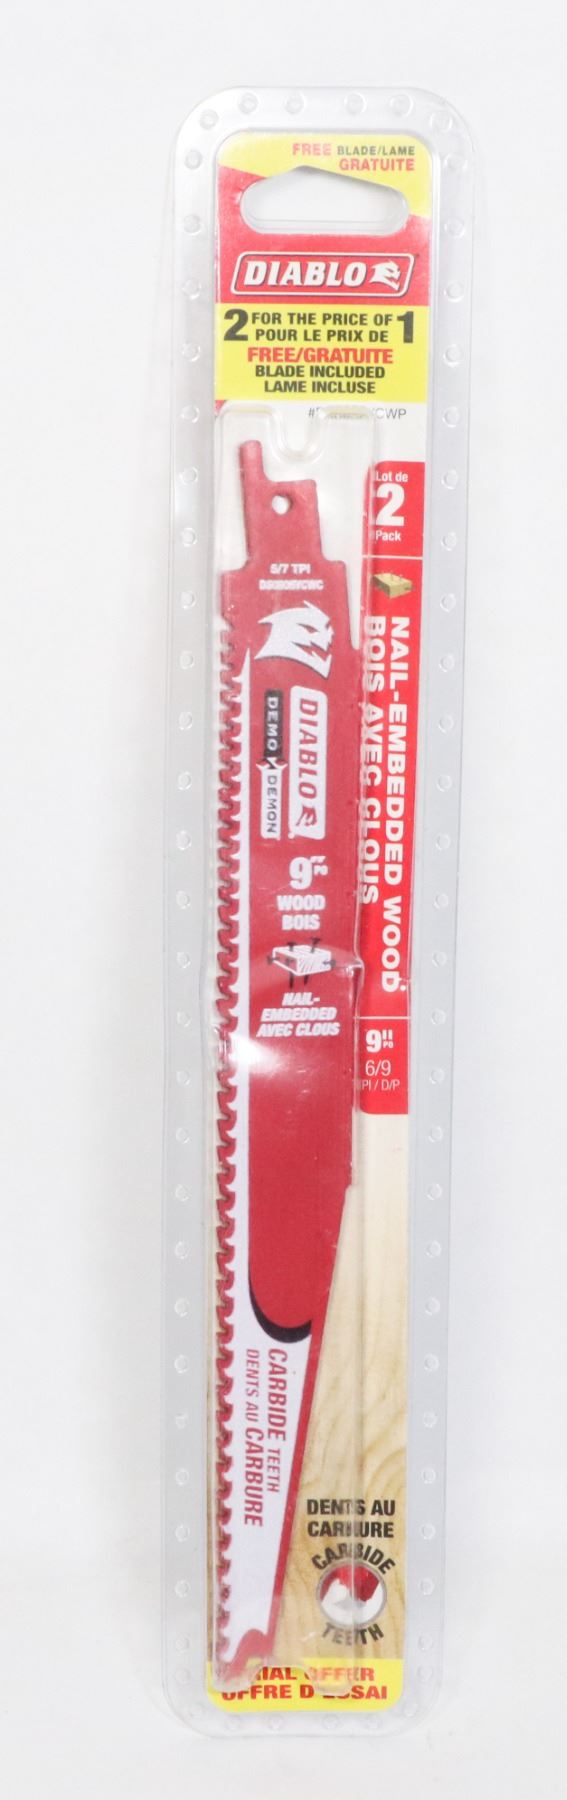 FREE BLADE/LAME
GRATUITE
DIABLO
2 FOR THE PRICE OF 1
POUR LE PRIX DE
FREE/GRATUITE
BLADE INCLUDED
LAME INCLUSE
Lot de
2
Pack
NAIL-EMBEDDED WOOD
BOIS AVEC CLOUS
9" PO
6/9
5/7 TPI
DIABLO
DEMO DEMON
9" PO
WOOD
BOIS
NAIL-
EMBEDDED
AVEC CLOUS
CARBIDE TEETH
DENTS AU CARBURE
DENTS AU
CARBURE
CARBIDE
TEETH
OFFER
OFFRE D'ESSAI